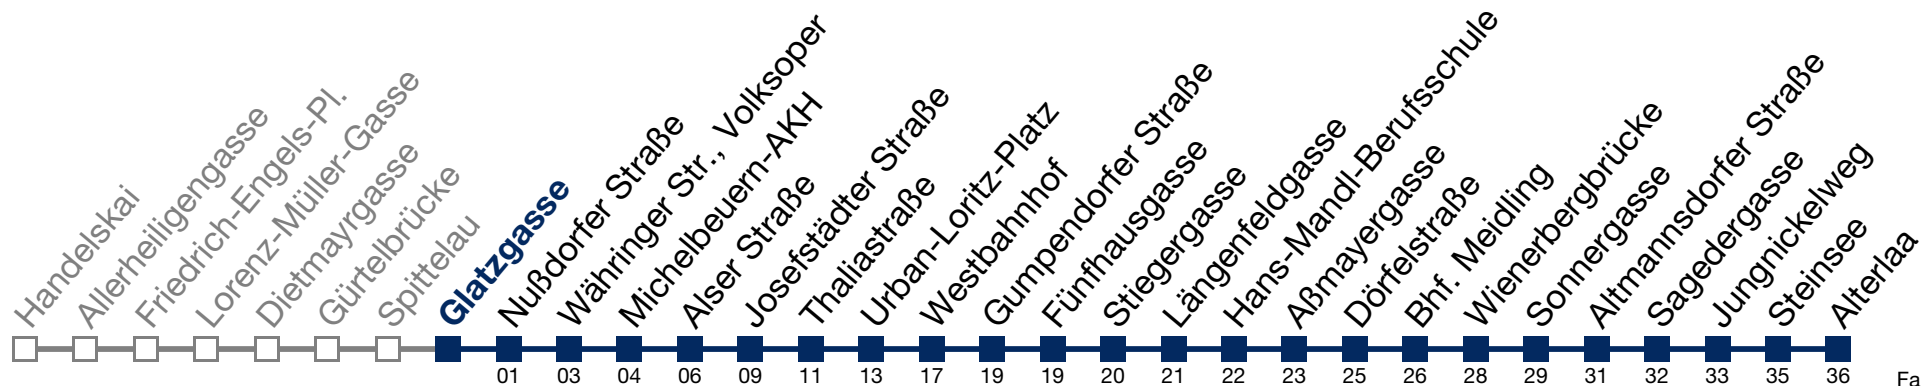 Handelskai
Allerheiligengasse
Friedrich-Engels-Pl.
Lorenz-Müller-Gasse
Dietmayrgasse
Gürtelbrücke
Spittelau
Glatzgasse
Nußdorfer Straße
Währinger Str., Volksoper
Michelbeuern-AKH
Alser Straße
Josefstädter Straße
Thaliastraße
Urban-Loritz-Platz
Westbahnhof
Gumpendorfer Straße
Fünfhausgasse
Stiegergasse
Längenfeldgasse
Hans-Mandl-Berufsschule
Aßmayergasse
Dörfelstraße
Bhf. Meidling
Wienerbergbrücke
Sonnergasse
Altmannsdorfer Straße
Sagedergasse
Jungnickelweg
Steinsee
Alterlaa
01 03 04 06 09 11 13 17 19 19 20 21 22 23 25 26 28 29 31 32 33 35 36 Fa